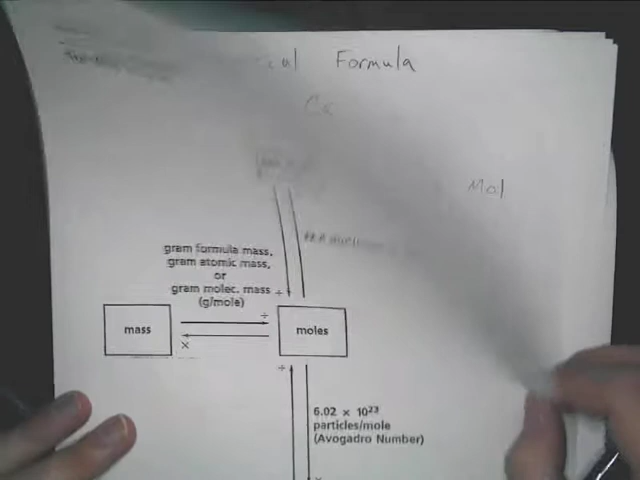 Formula
Mol
gram formula mass,
gram atomic mass,
or
gram molec. mass
(g/mole)
÷
÷
mass
moles
×
÷
6.02 × 10²³
particles/mole
(Avogadro Number)